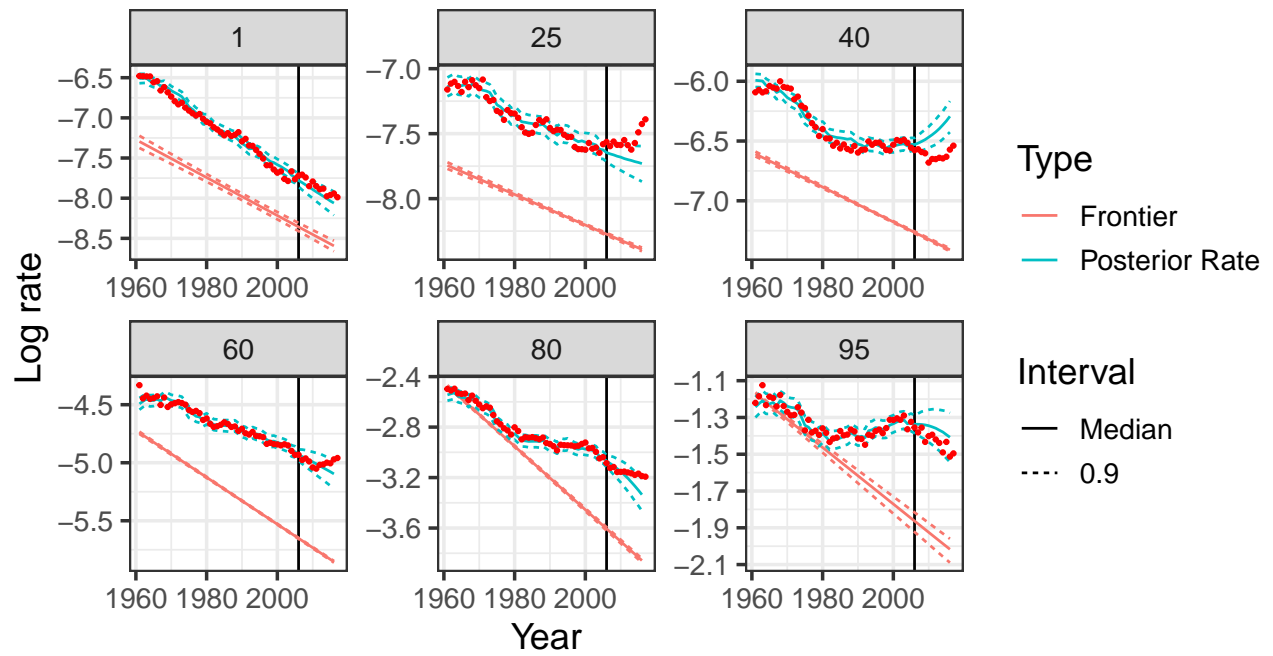 1
25
40
−6.5
−7.0
−7.5
−8.0
−8.5
−7.0
−7.5
−8.0
−6.0
−6.5
−7.0
1960 1980 2000
1960 1980 2000
1960 1980 2000
60
80
95
−4.5
−5.0
−5.5
−2.4
−2.8
−3.2
−3.6
−1.1
−1.3
−1.5
−1.7
−1.9
−2.1
1960 1980 2000
1960 1980 2000
1960 1980 2000
Log rate
Year
Type
Frontier
Posterior Rate
Interval
Median
0.9